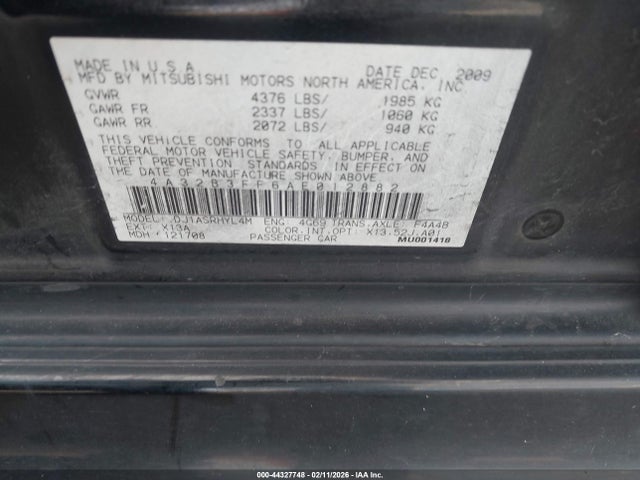 MADE IN U.S.A. DATE DEC 2009
MFD BY MITSUBISHI MOTORS NORTH AMERICA, INC.
GVWR 4376 LBS/ 1985 KG
GAWR FR 2337 LBS/ 1060 KG
GAWR RR 2072 LBS/ 940 KG
THIS VEHICLE CONFORMS TO ALL APPLICABLE
FEDERAL MOTOR VEHICLE SAFETY, BUMPER, AND
THEFT PREVENTION STANDARDS IN EFFECT ON
THE DATE OF MANUFACTURE SHOWN ABOVE.
4A32B3FF6AE012882
MODEL: DJ1ASRHYL4M ENG 4G69 TRANS.AXLE: F4A4B
EXT: X13A COLOR.INT.OPT: X13.52J.A01
MDH: 121708 PASSENGER CAR MU001418
000-44327748 - 02/11/2026 - IAA Inc.